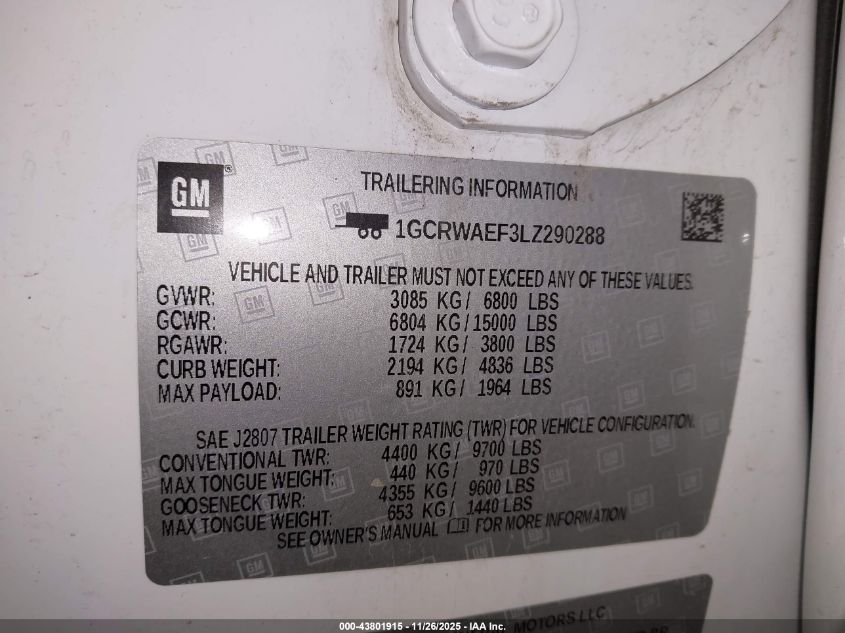 GM ® TRAILERING INFORMATION
1GCRWAEF3LZ290288
VEHICLE AND TRAILER MUST NOT EXCEED ANY OF THESE VALUES.
GVWR: 3085 KG/ 6800 LBS
GCWR: 6804 KG/15000 LBS
RGAWR: 1724 KG/ 3800 LBS
CURB WEIGHT: 2194 KG/ 4836 LBS
MAX PAYLOAD: 891 KG/ 1964 LBS
SAE J2807 TRAILER WEIGHT RATING (TWR) FOR VEHICLE CONFIGURATION.
CONVENTIONAL TWR: 4400 KG/ 9700 LBS
MAX TONGUE WEIGHT: 440 KG/ 970 LBS
GOOSENECK TWR: 4355 KG/ 9600 LBS
MAX TONGUE WEIGHT: 653 KG/ 1440 LBS
SEE OWNER'S MANUAL FOR MORE INFORMATION
MOTORS LLC
000-43801915 - 11/26/2025 - IAA Inc.